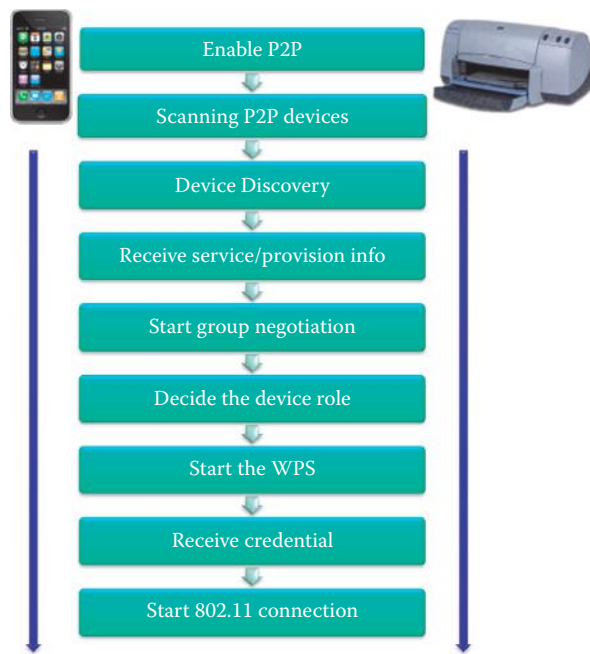 Enable P2P
Scanning P2P devices
Device Discovery
Receive service/provision info
Start group negotiation
Decide the device role
Start the WPS
Receive credential
Start 802.11 connection